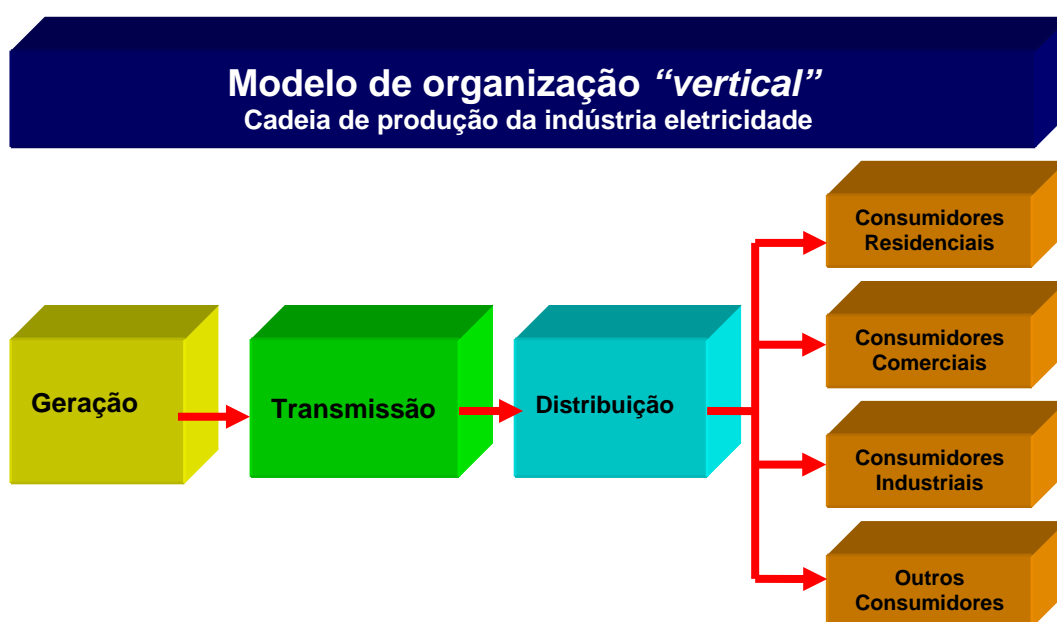 Modelo de organização “vertical”
Cadeia de produção da indústria eletricidade
Geração
Transmissão
Distribuição
Consumidores
Residenciais
Consumidores
Comerciais
Consumidores
Industriais
Outros
Consumidores